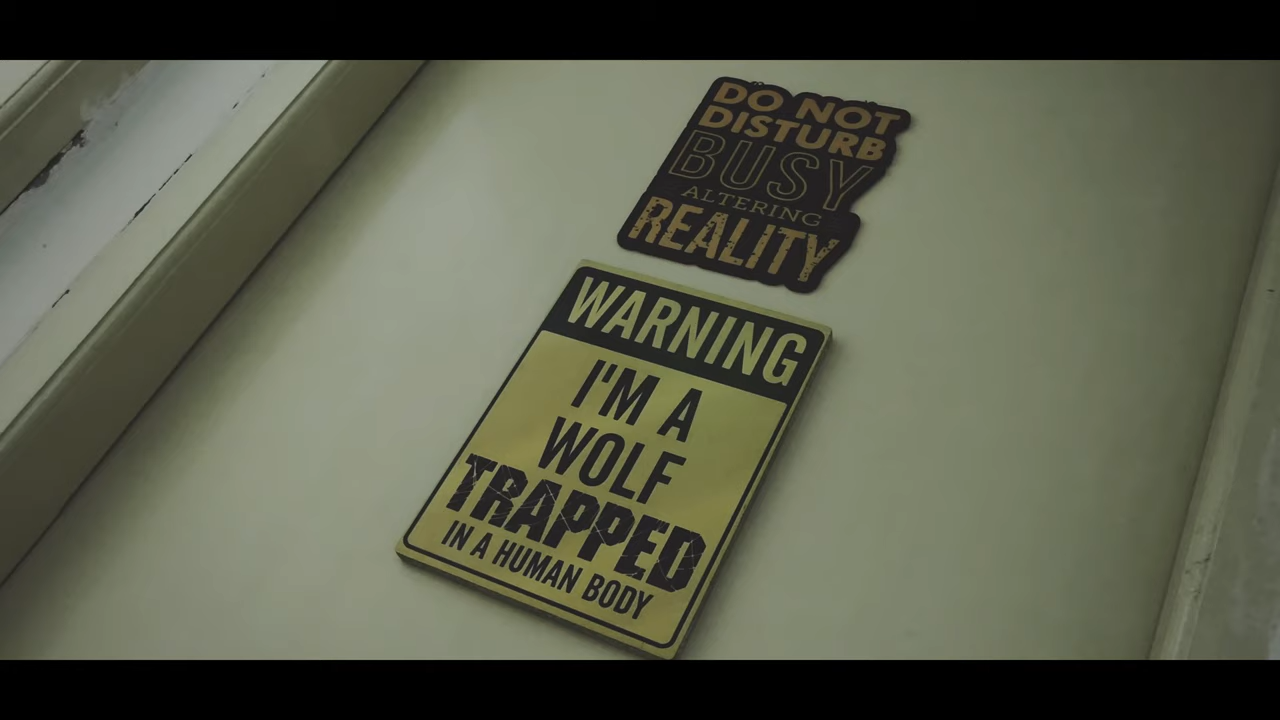 DO NOT
DISTURB
BUSY
ALTERING
REALITY
WARNING
I'M A
WOLF
TRAPPED
IN A HUMAN BODY